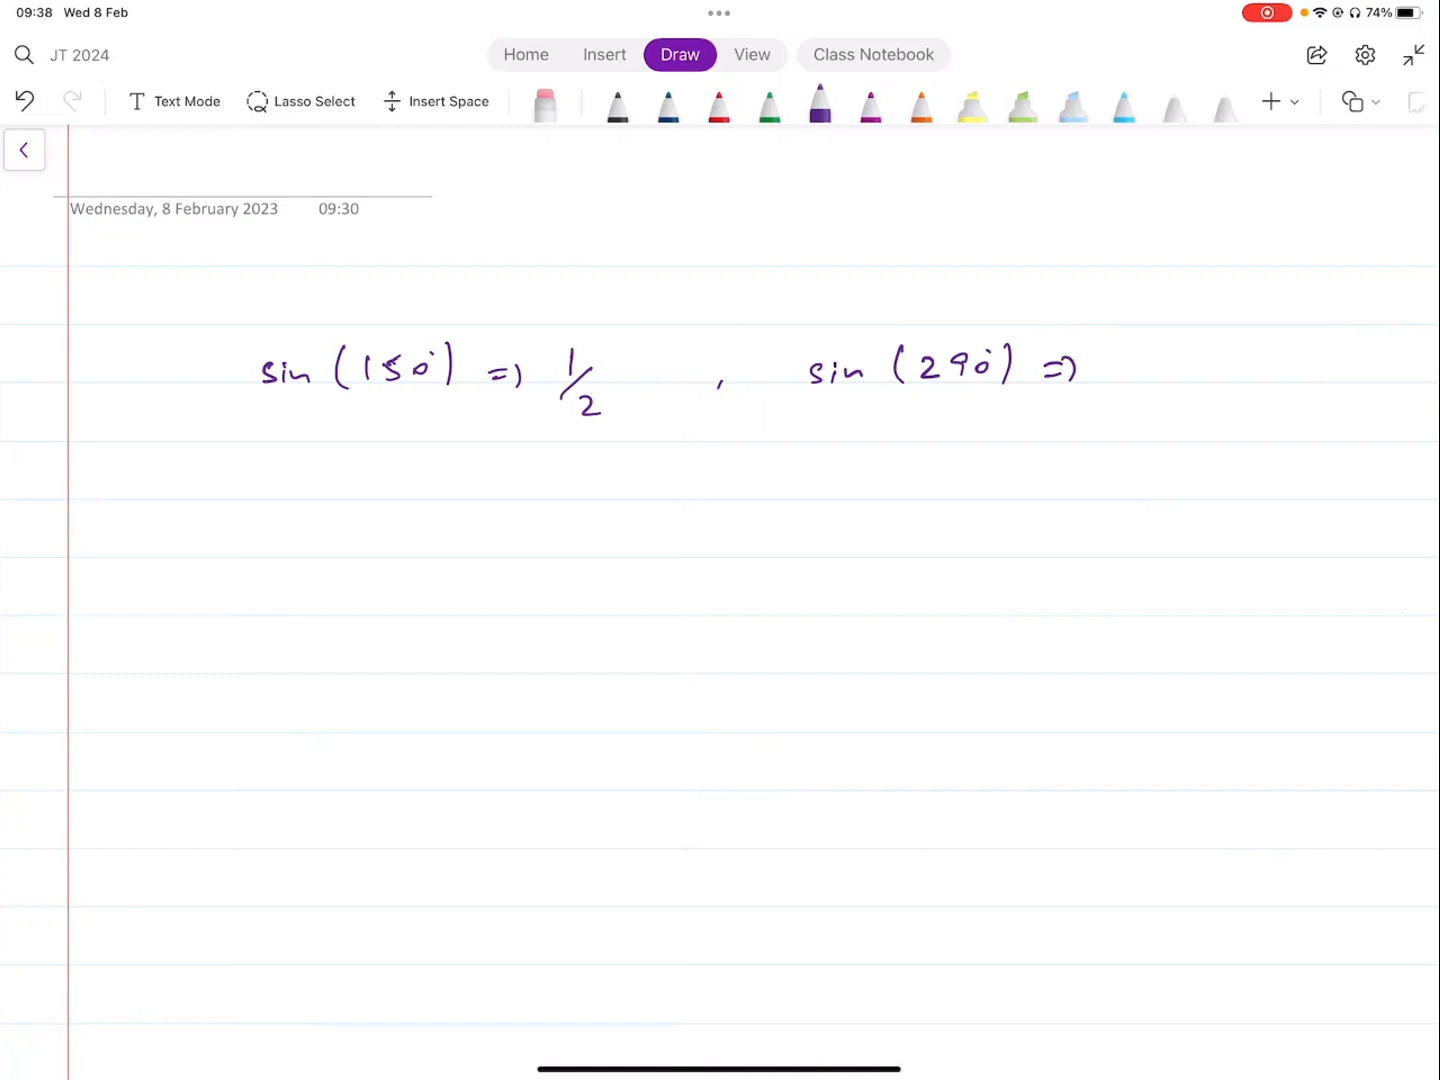 09:38 Wed 8 Feb 74%
JT 2024 Home Insert Draw View Class Notebook
Text Mode Lasso Select Insert Space
Wednesday, 8 February 2023 09:30
sin (150°) => 1/2 , sin (290°) =>